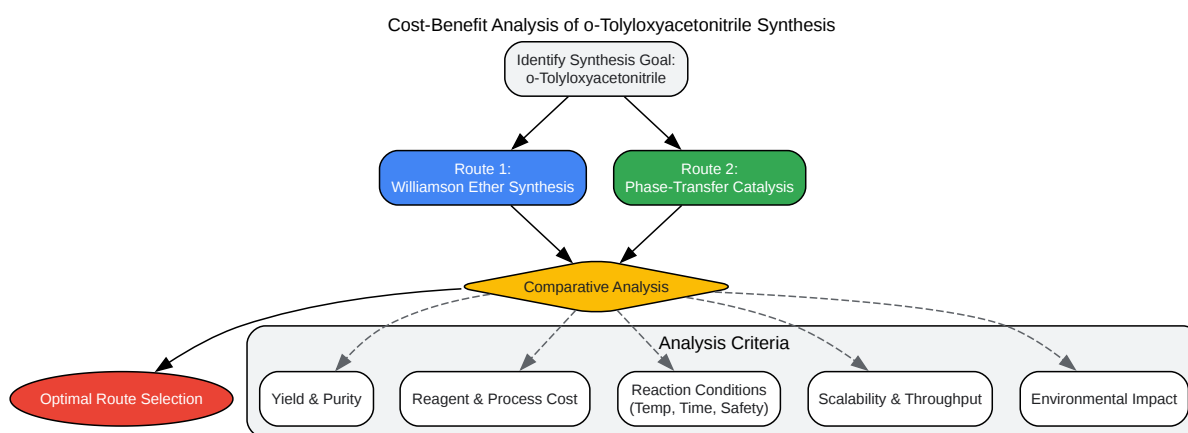 Cost-Benefit Analysis of o-Tolyloxyacetonitrile Synthesis
Identify Synthesis Goal:
o-Tolyloxyacetonitrile
Route 1:
Williamson Ether Synthesis
Route 2:
Phase-Transfer Catalysis
Comparative Analysis
Analysis Criteria
Optimal Route Selection
Yield & Purity
Reagent & Process Cost
Reaction Conditions
(Temp, Time, Safety)
Scalability & Throughput
Environmental Impact